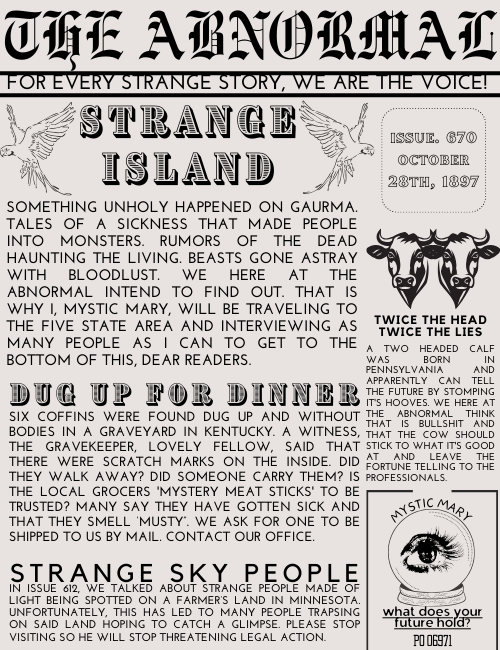 THE ABNORMAL
FOR EVERY STRANGE STORY, WE ARE THE VOICE!
STRANGE
ISLAND
SOMETHING UNHOLY HAPPENED ON GAURMA.
TALES OF A SICKNESS THAT MADE PEOPLE
INTO MONSTERS. RUMORS OF THE DEAD
HAUNTING THE LIVING. BEASTS GONE ASTRAY
WITH BLOODLUST. WE HERE AT THE
ABNORMAL INTEND TO FIND OUT. THAT IS
WHY I, MYSTIC MARY, WILL BE TRAVELING TO
THE FIVE STATE AREA AND INTERVIEWING AS
MANY PEOPLE AS I CAN TO GET TO THE
BOTTOM OF THIS, DEAR READERS.
DUG UP FOR DINNER
SIX COFFINS WERE FOUND DUG UP AND WITHOUT
BODIES IN A GRAVEYARD IN KENTUCKY. A WITNESS,
THE GRAVEKEEPER, LOVELY FELLOW, SAID THAT
THERE WERE SCRATCH MARKS ON THE INSIDE. DID
THEY WALK AWAY? DID SOMEONE CARRY THEM? IS
THE LOCAL GROCERS 'MYSTERY MEAT STICKS' TO BE
TRUSTED? MANY SAY THEY HAVE GOTTEN SICK AND
THAT THEY SMELL 'MUSTY'. WE ASK FOR ONE TO BE
SHIPPED TO US BY MAIL. CONTACT OUR OFFICE.
STRANGE SKY PEOPLE
IN ISSUE 612, WE TALKED ABOUT STRANGE PEOPLE MADE OF
LIGHT BEING SPOTTED ON A FARMER'S LAND IN MINNESOTA.
UNFORTUNATELY, THIS HAS LED TO MANY PEOPLE TRAPSING
ON SAID LAND HOPING TO CATCH A GLIMPSE. PLEASE STOP
VISITING SO HE WILL STOP THREATENING LEGAL ACTION.
ISSUE. 670
OCTOBER
28TH, 1897
TWICE THE HEAD
TWICE THE LIES
A TWO HEADED CALF
WAS BORN IN
PENNSYLVANIA AND
APPARENTLY CAN TELL
THE FUTURE BY STOMPING
IT'S HOOVES. WE HERE AT
THE ABNORMAL THINK
THAT IS BULLSHIT AND
THAT THE COW SHOULD
STICK TO WHAT IT'S GOOD
AT AND LEAVE THE
FORTUNE TELLING TO THE
PROFESSIONALS.
MYSTIC MARY
what does your
future hold?
PO 06971